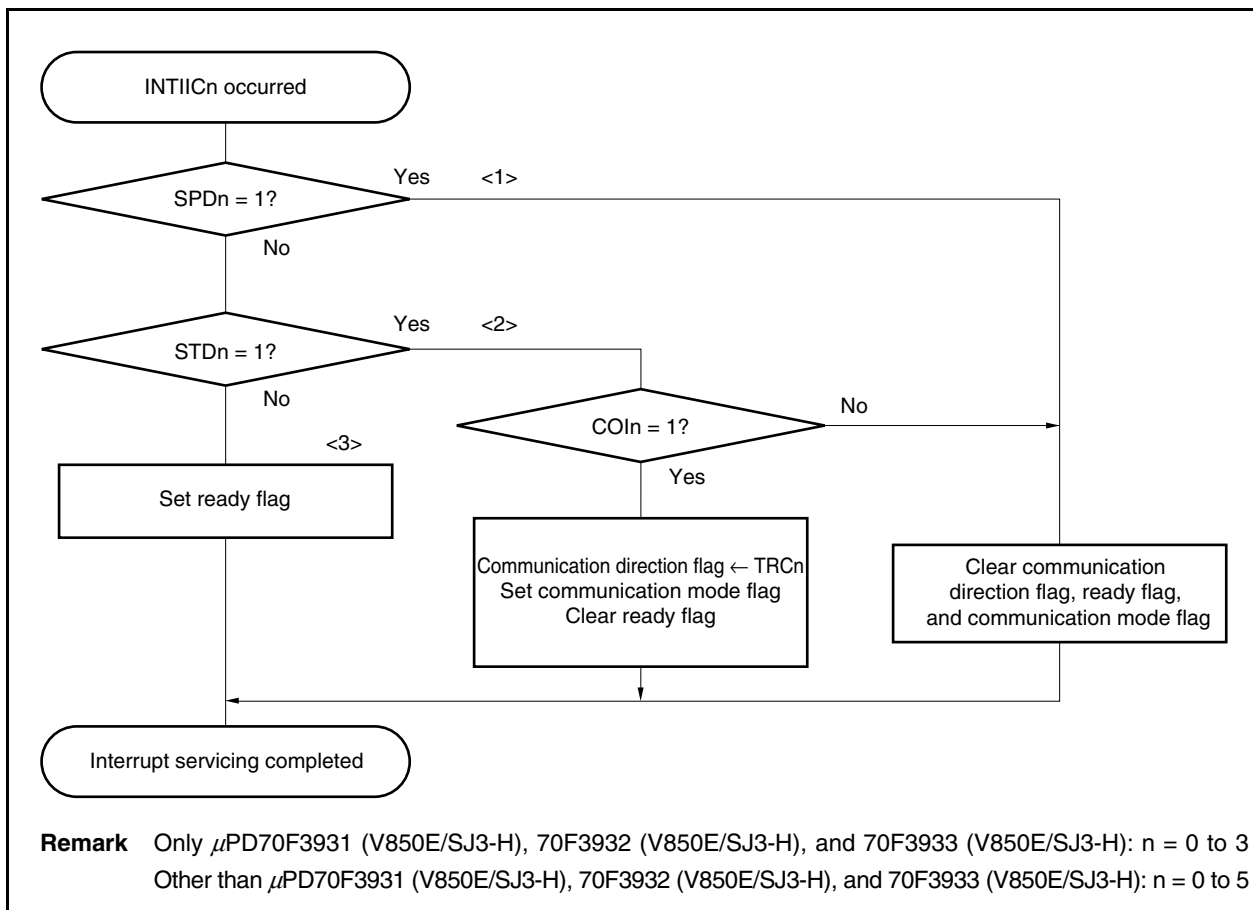 INTIICn occurred
Yes <1>
SPDn = 1?
No
Yes <2>
STDn = 1?
No
No
COIn = 1?
<3>
Yes
Set ready flag
Communication direction flag ← TRCn
Set communication mode flag
Clear ready flag
Clear communication
direction flag, ready flag,
and communication mode flag
Interrupt servicing completed
Remark Only μPD70F3931 (V850E/SJ3-H), 70F3932 (V850E/SJ3-H), and 70F3933 (V850E/SJ3-H): n = 0 to 3
Other than μPD70F3931 (V850E/SJ3-H), 70F3932 (V850E/SJ3-H), and 70F3933 (V850E/SJ3-H): n = 0 to 5